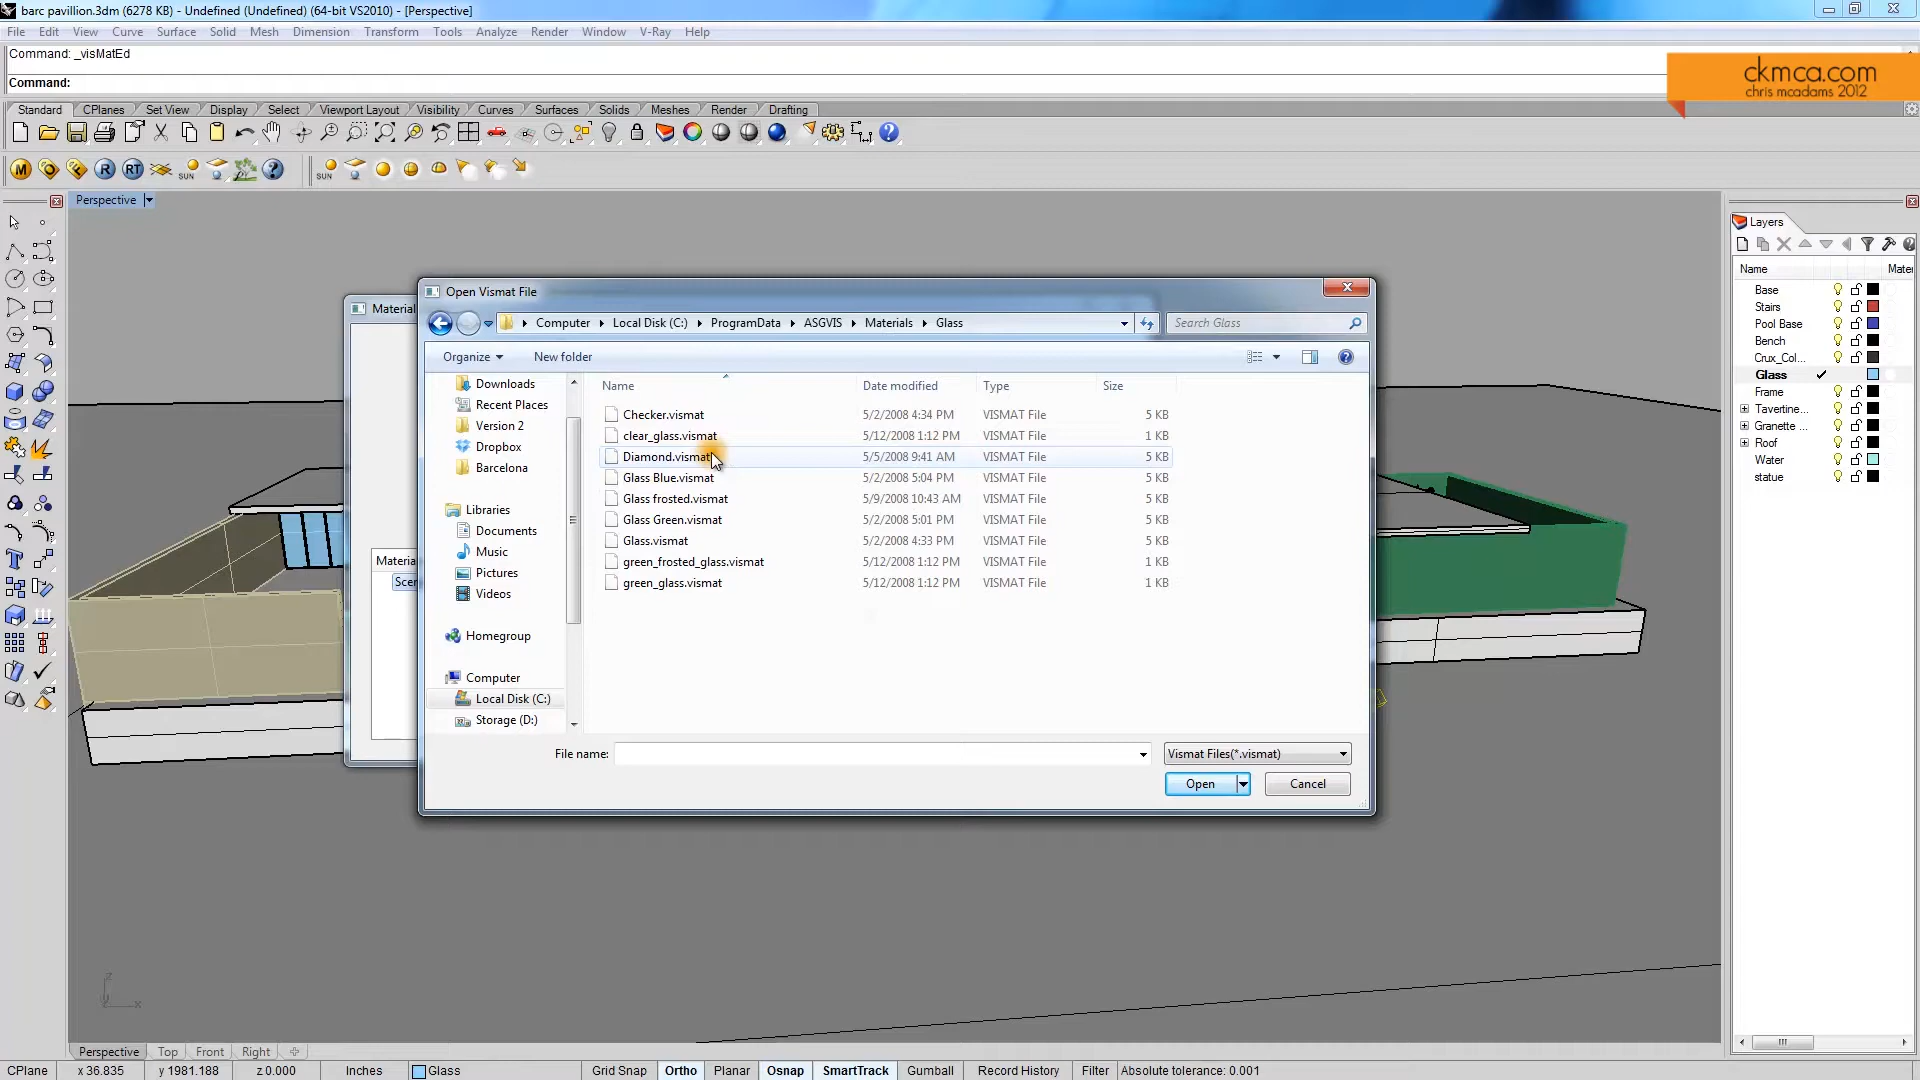 barc pavillion.3dm (6278 KB) - Undefined (Undefined) (64-bit VS2010) - [Perspective]
File Edit View Curve Surface Solid Mesh Dimension Transform Tools Analyze Render Window V-Ray Help
Command: _visMatEd
Command:
ckmca.com
chris mcadams 2012
Standard CPlanes Set View Display Select Viewport Layout Visibility Curves Surfaces Solids Meshes Render Drafting
M O F R RT SUN SUN
Perspective
Layers
Name Mater
Base
Stairs
Pool Base
Bench
Crux_Col...
Glass
Frame
Tavertine...
Granette ...
Roof
Water
statue
Material
Materia
Scen
Open Vismat File
Computer Local Disk (C:) ProgramData ASGVIS Materials Glass
Search Glass
Organize New folder
Downloads
Recent Places
Version 2
Dropbox
Barcelona
Libraries
Documents
Music
Pictures
Videos
Homegroup
Computer
Local Disk (C:)
Storage (D:)
Name Date modified Type Size
Checker.vismat 5/2/2008 4:34 PM VISMAT File 5 KB
clear_glass.vismat 5/12/2008 1:12 PM VISMAT File 1 KB
Diamond.vismat 5/5/2008 9:41 AM VISMAT File 5 KB
Glass Blue.vismat 5/2/2008 5:04 PM VISMAT File 5 KB
Glass frosted.vismat 5/9/2008 10:43 AM VISMAT File 5 KB
Glass Green.vismat 5/2/2008 5:01 PM VISMAT File 5 KB
Glass.vismat 5/2/2008 4:33 PM VISMAT File 5 KB
green_frosted_glass.vismat 5/12/2008 1:12 PM VISMAT File 1 KB
green_glass.vismat 5/12/2008 1:12 PM VISMAT File 1 KB
File name:
Vismat Files(*.vismat)
Open Cancel
Perspective Top Front Right
CPlane x 36.835 y 1981.188 z 0.000 Inches Glass Grid Snap Ortho Planar Osnap SmartTrack Gumball Record History Filter Absolute tolerance: 0.001